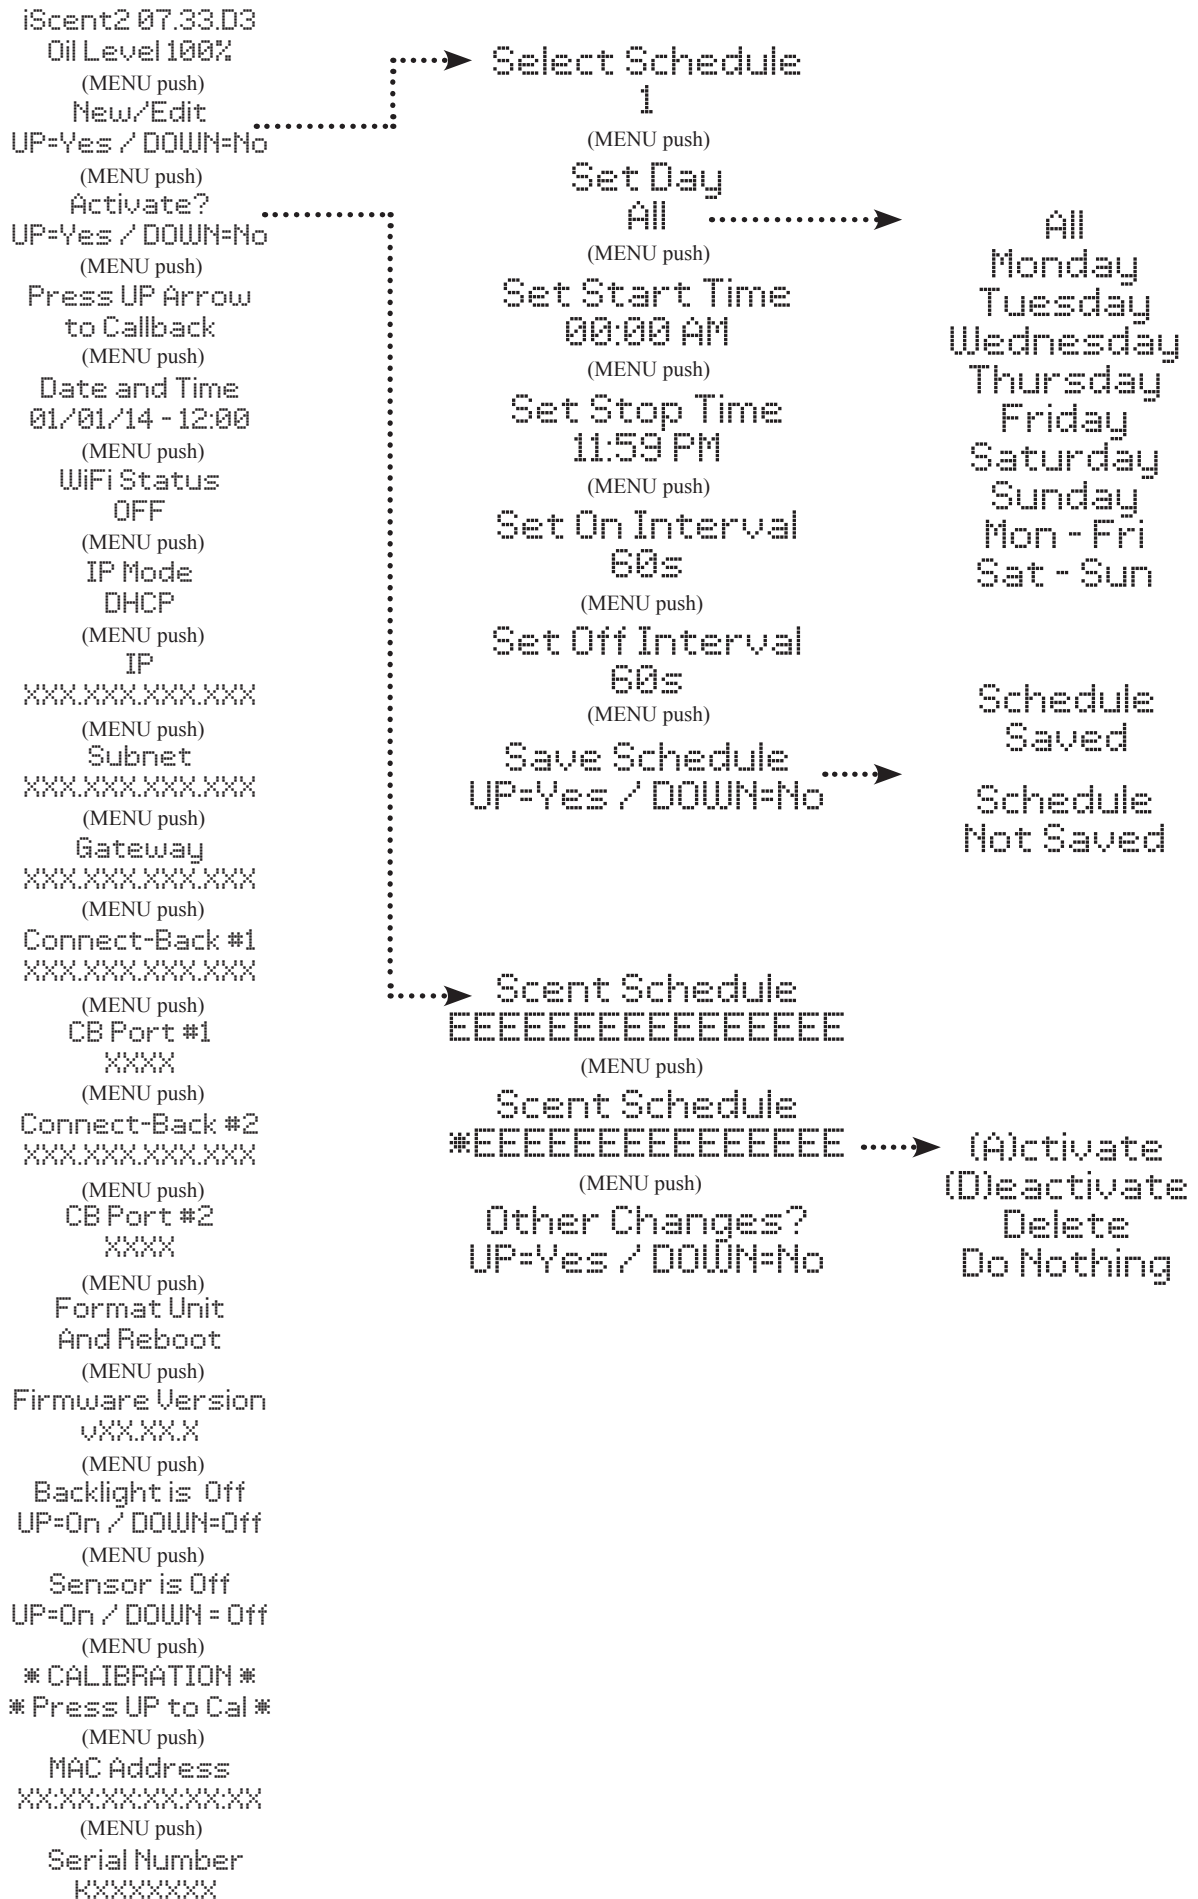 iScent2 07.33.D3
Oil Level 100%
(MENU push)
New/Edit
UP=Yes / DOWN=No
(MENU push)
Activate?
UP=Yes / DOWN=No
(MENU push)
Press UP Arrow
to Callback
(MENU push)
Date and Time
01/01/14 - 12:00
(MENU push)
WiFi Status
OFF
(MENU push)
IP Mode
DHCP
(MENU push)
IP
XXX.XXX.XXX.XXX
(MENU push)
Subnet
XXX.XXX.XXX.XXX
(MENU push)
Gateway
XXX.XXX.XXX.XXX
(MENU push)
Connect-Back #1
XXX.XXX.XXX.XXX
(MENU push)
CB Port #1
XXXX
(MENU push)
Connect-Back #2
XXX.XXX.XXX.XXX
(MENU push)
CB Port #2
XXXX
(MENU push)
Format Unit
And Reboot
(MENU push)
Firmware Version
vXX.XX.X
(MENU push)
Backlight is Off
UP=On / DOWN=Off
(MENU push)
Sensor is Off
UP=On / DOWN = Off
(MENU push)
* CALIBRATION *
* Press UP to Cal *
(MENU push)
MAC Address
XX:XX:XX:XX:XX:XX
(MENU push)
Serial Number
KXXXXXXX
Select Schedule
1
(MENU push)
Set Day
All
(MENU push)
Set Start Time
00:00 AM
(MENU push)
Set Stop Time
11:59 PM
(MENU push)
Set On Interval
60s
(MENU push)
Set Off Interval
60s
(MENU push)
Save Schedule
UP=Yes / DOWN=No
Scent Schedule
EEEEEEEEEEEEEEEE
(MENU push)
Scent Schedule
*EEEEEEEEEEEEEEE
(MENU push)
Other Changes?
UP=Yes / DOWN=No
All
Monday
Tuesday
Wednesday
Thursday
Friday
Saturday
Sunday
Mon - Fri
Sat - Sun
Schedule
Saved
Schedule
Not Saved
(A)ctivate
(D)eactivate
Delete
Do Nothing